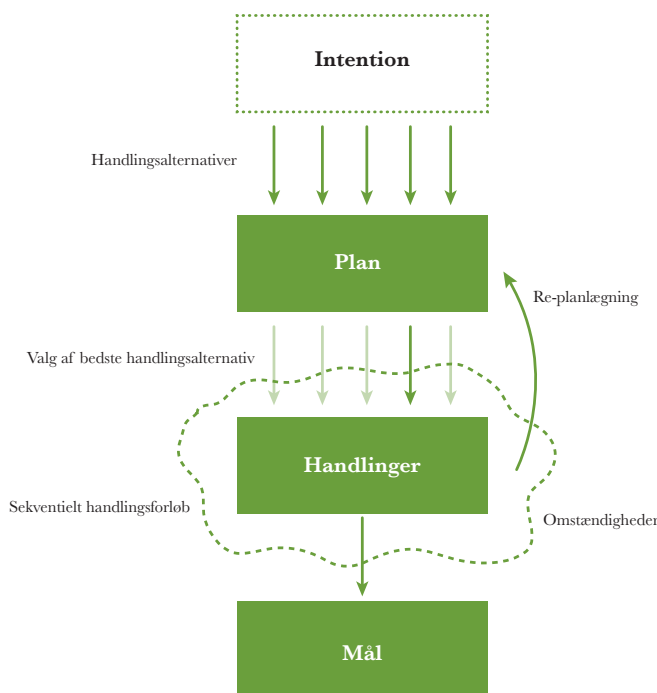 Intention
Handlingsalternativer
Plan
Re-planlægning
Valg af bedste handlingsalternativ
Handlinger
Sekventielt handlingsforløb
Omstændigheder
Mål